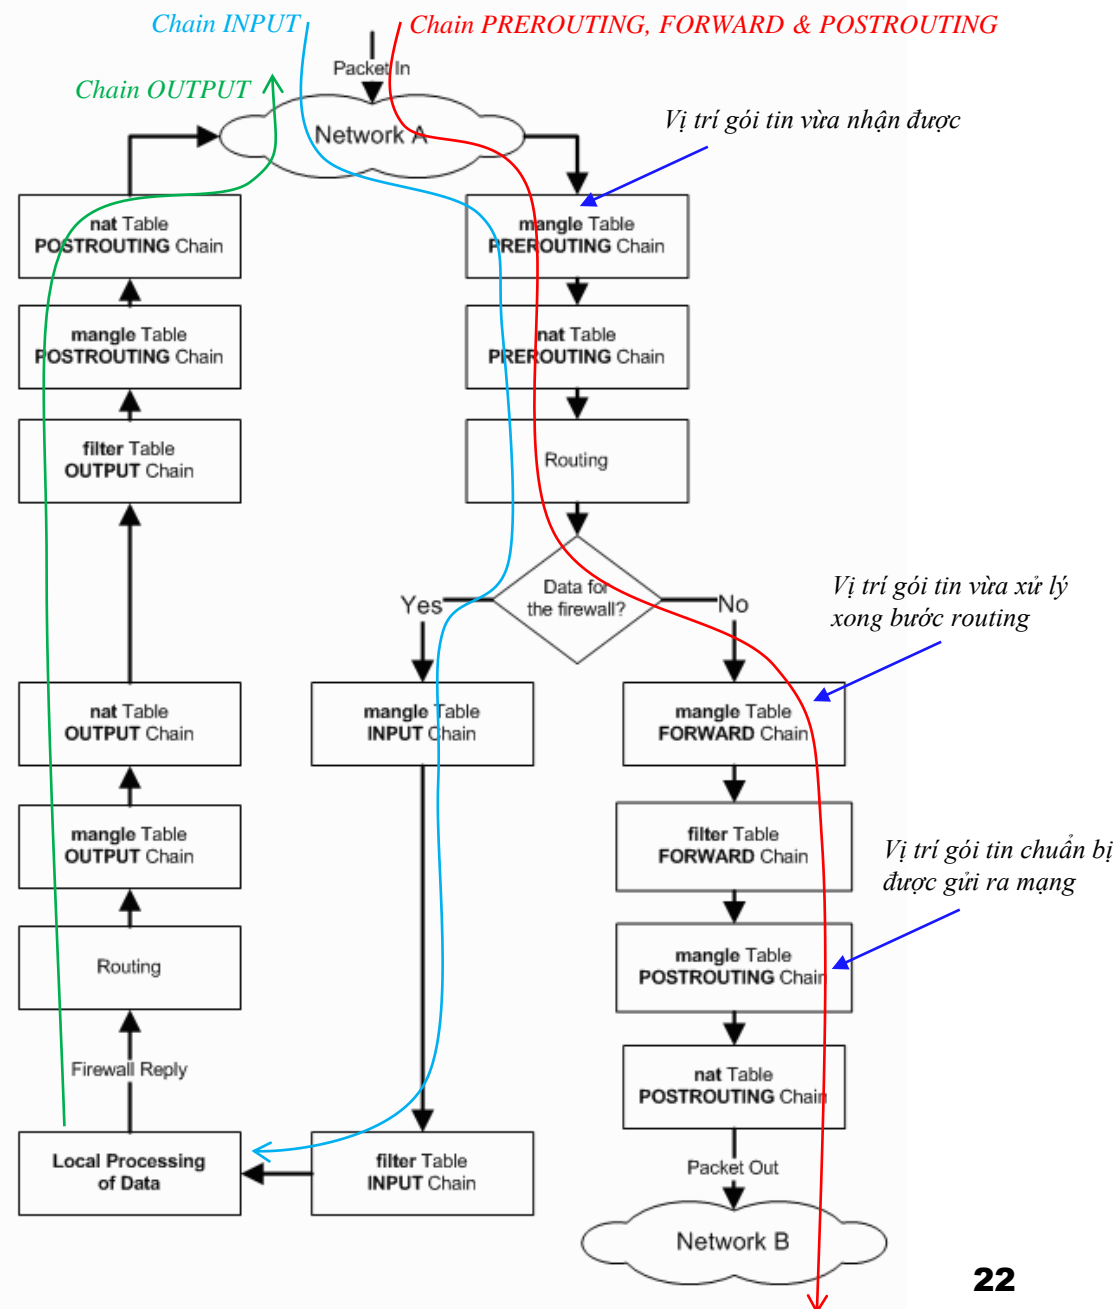 Chain INPUT
Chain PREROUTING, FORWARD & POSTROUTING
Packet In
Chain OUTPUT
Network A
Vị trí gói tin vừa nhận được
mangle Table
PREROUTING Chain
nat Table
PREROUTING Chain
Routing
Data for
the firewall?
Yes
No
Vị trí gói tin vừa xử lý
xong bước routing
mangle Table
INPUT Chain
filter Table
INPUT Chain
Local Processing
of Data
Firewall Reply
Routing
mangle Table
OUTPUT Chain
nat Table
OUTPUT Chain
filter Table
OUTPUT Chain
mangle Table
POSTROUTING Chain
nat Table
POSTROUTING Chain
mangle Table
FORWARD Chain
filter Table
FORWARD Chain
Vị trí gói tin chuẩn bị
được gửi ra mạng
mangle Table
POSTROUTING Chain
nat Table
POSTROUTING Chain
Packet Out
Network B
22